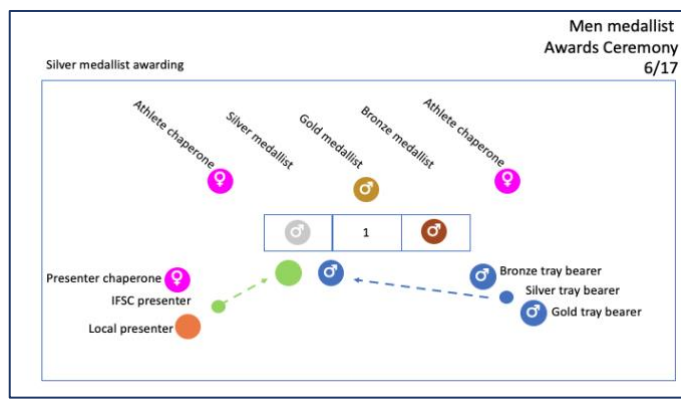 Men medallist
Awards Ceremony
6/17
Silver medallist awarding
Athlete chaperone
Silver medallist
Gold medallist
Bronze medallist
Athlete chaperone
1
Presenter chaperone
IFSC presenter
Local presenter
Bronze tray bearer
Silver tray bearer
Gold tray bearer